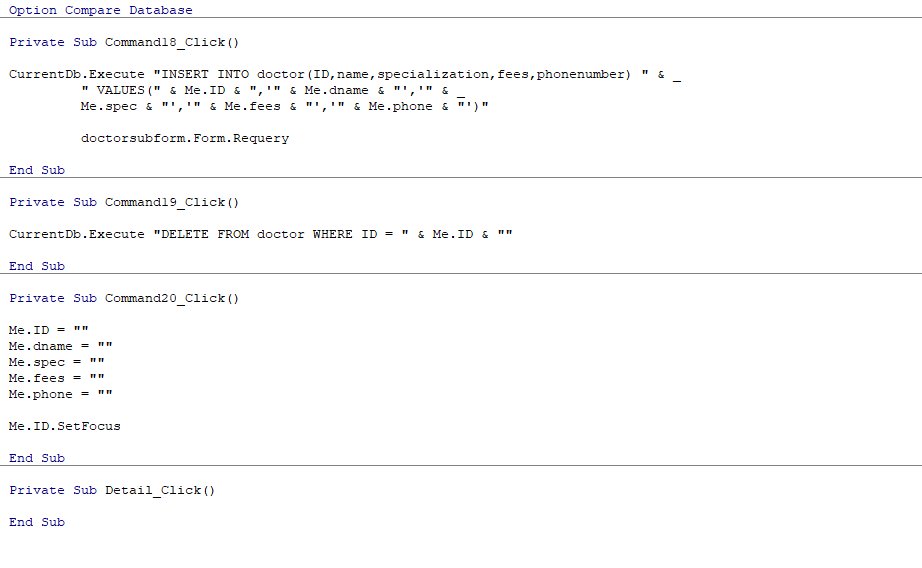 Option Compare Database
Private Sub Command18_Click()
CurrentDb.Execute "INSERT INTO doctor(ID,name,specialization,fees,phonenumber) " & _
" VALUES(" & Me.ID & ",'" & Me.dname & "','" & _
Me.spec & "','" & Me.fees & "','" & Me.phone & "')"
doctorsubform.Form.Requery
End Sub
Private Sub Command19_Click()
CurrentDb.Execute "DELETE FROM doctor WHERE ID = " & Me.ID & ""
End Sub
Private Sub Command20_Click()
Me.ID = ""
Me.dname = ""
Me.spec = ""
Me.fees = ""
Me.phone = ""
Me.ID.SetFocus
End Sub
Private Sub Detail_Click()
End Sub